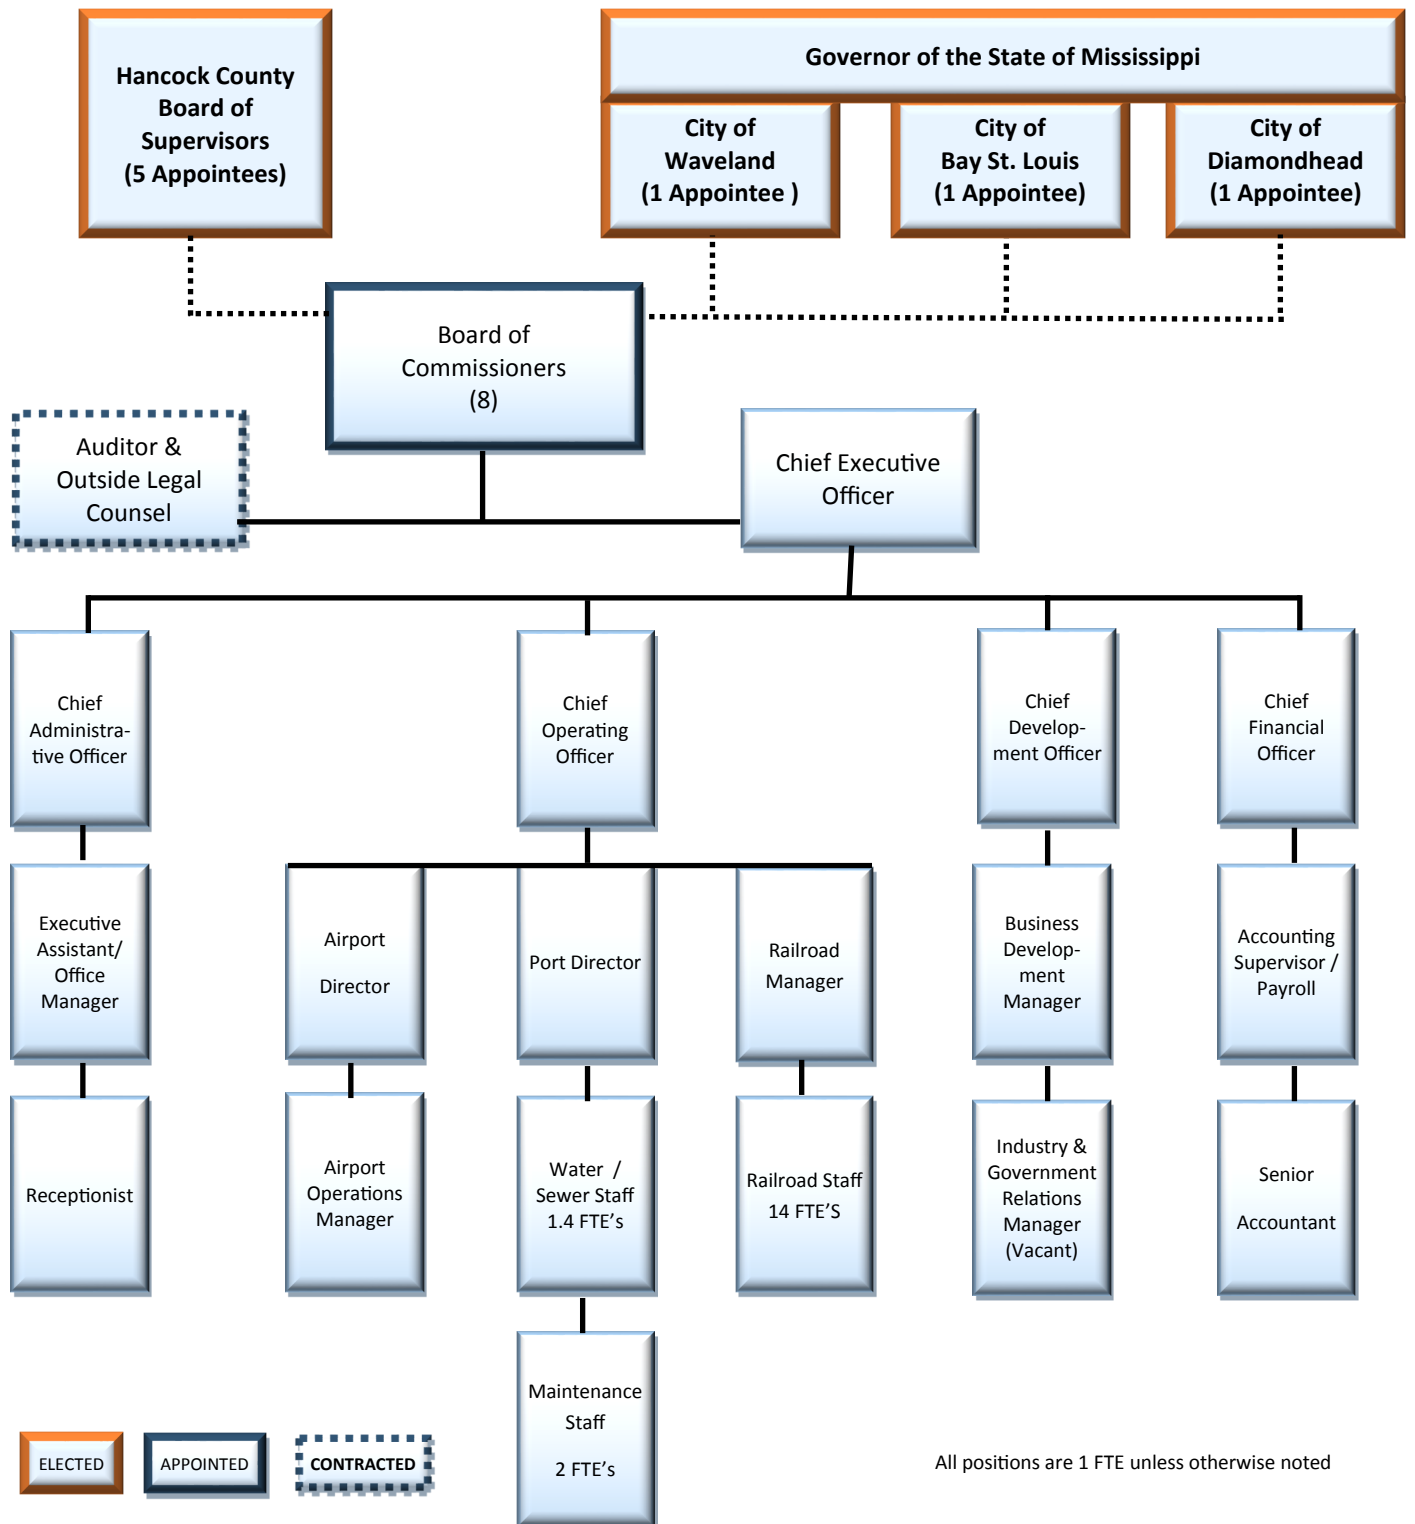 Hancock County
Board of
Supervisors
(5 Appointees)
Governor of the State of Mississippi
City of
Waveland
(1 Appointee )
City of
Bay St. Louis
(1 Appointee)
City of
Diamondhead
(1 Appointee)
Board of
Commissioners
(8)
Auditor &
Outside Legal
Counsel
Chief Executive
Officer
Chief
Administra-
tive Officer
Chief
Operating
Officer
Chief
Develop-
ment Officer
Chief
Financial
Officer
Executive
Assistant/
Office
Manager
Airport
Director
Port Director
Railroad
Manager
Business
Develop-
ment
Manager
Accounting
Supervisor /
Payroll
Receptionist
Airport
Operations
Manager
Water /
Sewer Staff
1.4 FTE's
Railroad Staff
14 FTE'S
Industry &
Government
Relations
Manager
(Vacant)
Senior
Accountant
Maintenance
Staff
2 FTE's
ELECTED
APPOINTED
CONTRACTED
All positions are 1 FTE unless otherwise noted